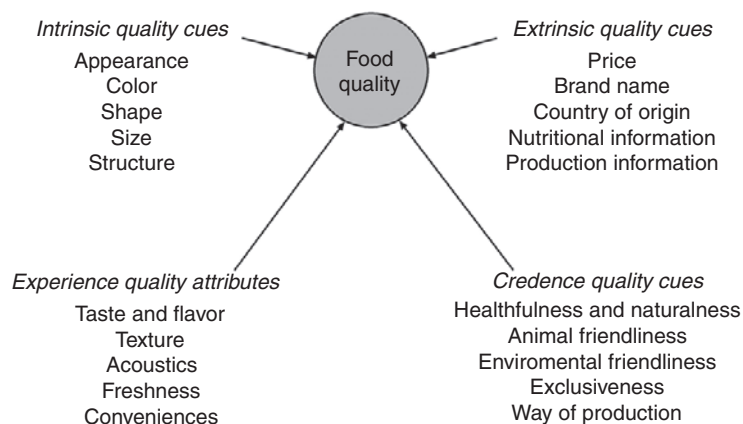 Intrinsic quality cues
Appearance
Color
Shape
Size
Structure
Food
quality
Extrinsic quality cues
Price
Brand name
Country of origin
Nutritional information
Production information
Experience quality attributes
Taste and flavor
Texture
Acoustics
Freshness
Conveniences
Credence quality cues
Healthfulness and naturalness
Animal friendliness
Enviromental friendliness
Exclusiveness
Way of production